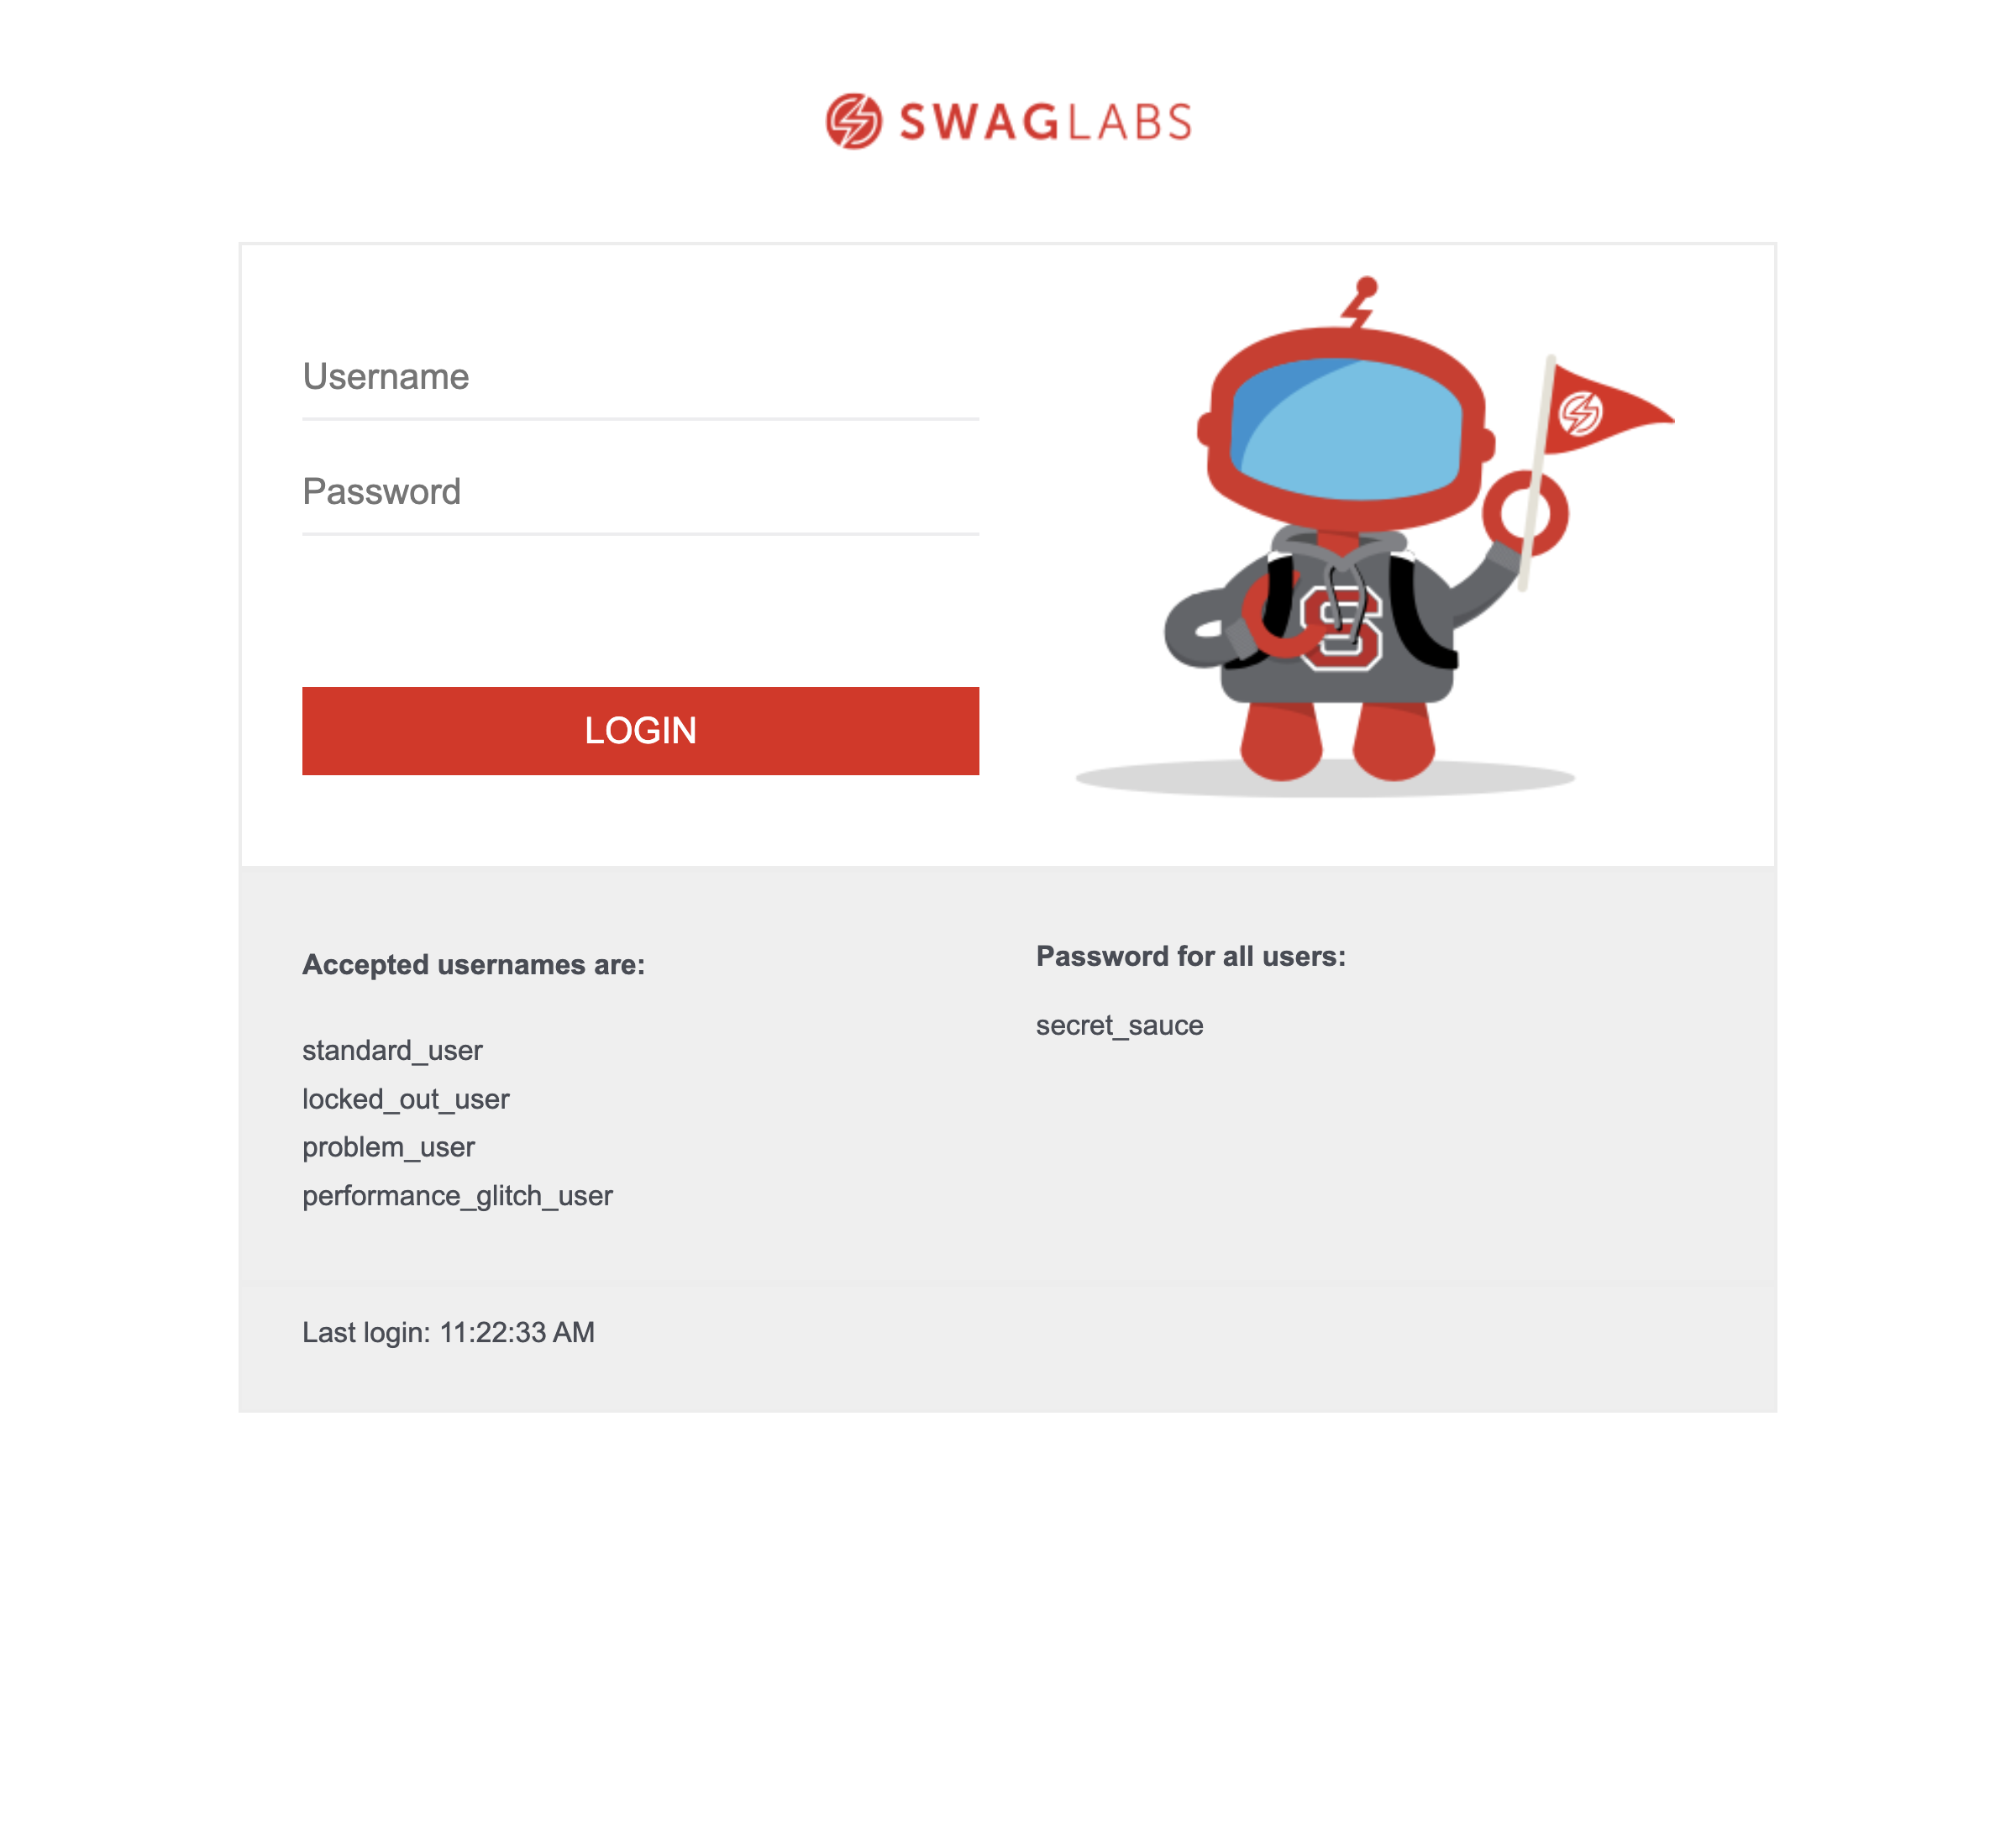 SWAGLABS
Username
Password
S
LOGIN
Accepted usernames are:
standard_user
locked_out_user
problem_user
performance_glitch_user
Password for all users:
secret_sauce
Last login: 11:22:33 AM